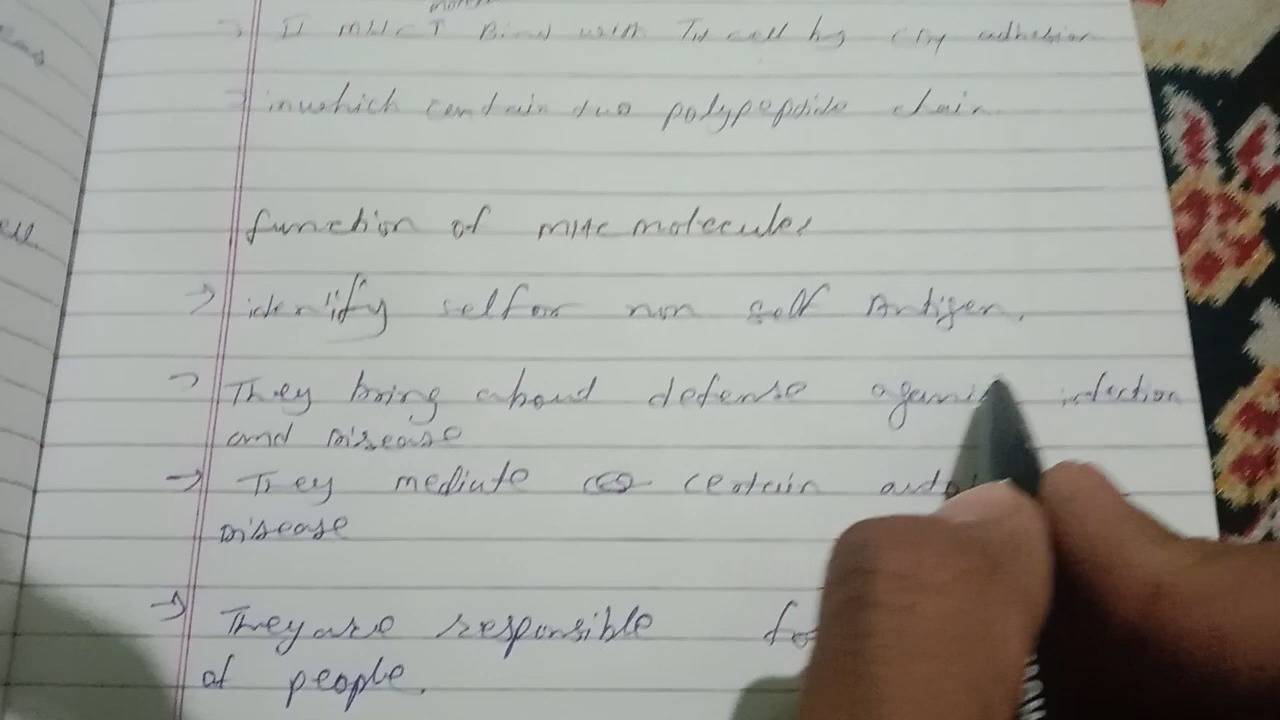 II MHC I Bind with TH cell by adhesion
in which certain two polypeptide chain.
function of MHC molecules
→ identify self or non self Antigen.
→ They bring about defense against infection
and Disease
→ They mediate certain
Disease
→ They are responsible
of people.